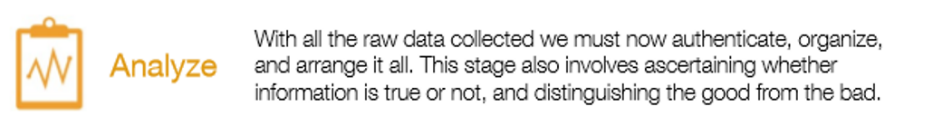 Analyze
With all the raw data collected we must now authenticate, organize,
and arrange it all. This stage also involves ascertaining whether
information is true or not, and distinguishing the good from the bad.